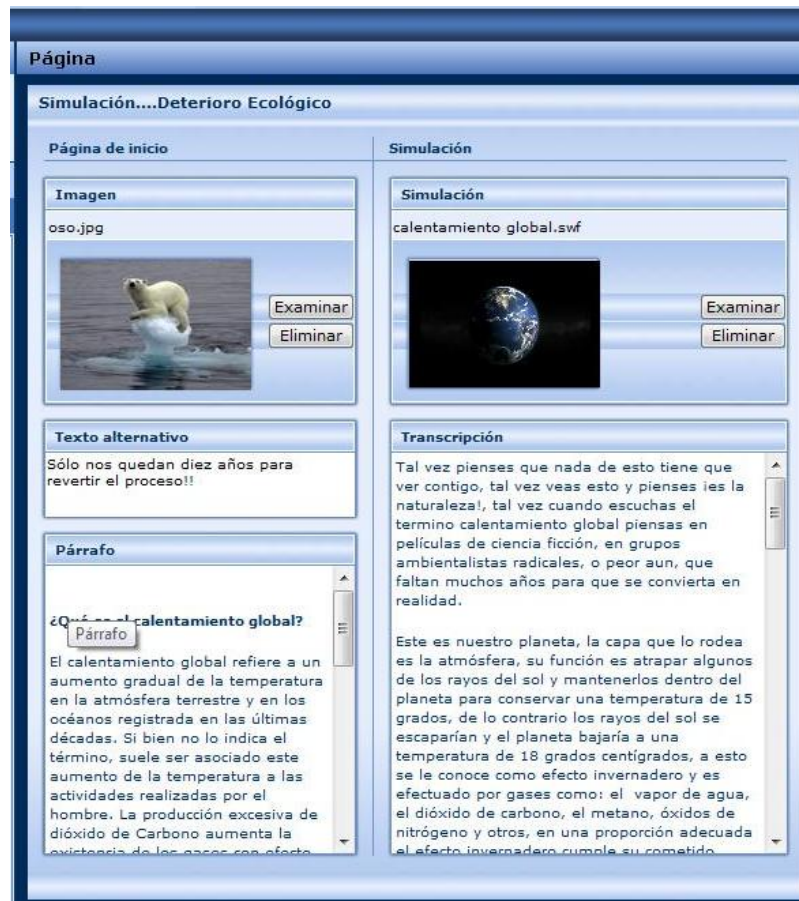 Página
Simulación....Deterioro Ecológico
Página de inicio
Imagen
oso.jpg
Examinar
Eliminar
Texto alternativo
Sólo nos quedan diez años para
revertir el proceso!!
Párrafo
calentamiento global?
Párrafo
El calentamiento global refiere a un
aumento gradual de la temperatura
en la atmósfera terrestre y en los
océanos registrada en las últimas
décadas. Si bien no lo indica el
término, suele ser asociado este
aumento de la temperatura a las
actividades realizadas por el
hombre. La producción excesiva de
dióxido de Carbono aumenta la
Simulación
Simulación
calentamiento global.swf
Examinar
Eliminar
Transcripción
Tal vez pienses que nada de esto tiene que
ver contigo, tal vez veas esto y pienses ¡es la
naturaleza!, tal vez cuando escuchas el
termino calentamiento global piensas en
películas de ciencia ficción, en grupos
ambientalistas radicales, o peor aun, que
faltan muchos años para que se convierta en
realidad.
Este es nuestro planeta, la capa que lo rodea
es la atmósfera, su función es atrapar algunos
de los rayos del sol y mantenerlos dentro del
planeta para conservar una temperatura de 15
grados, de lo contrario los rayos del sol se
escaparían y el planeta bajaría a una
temperatura de 18 grados centígrados, a esto
se le conoce como efecto invernadero y es
efectuado por gases como: el vapor de agua,
el dióxido de carbono, el metano, óxidos de
nitrógeno y otros, en una proporción adecuada
el efecto invernadero cumple su cometido